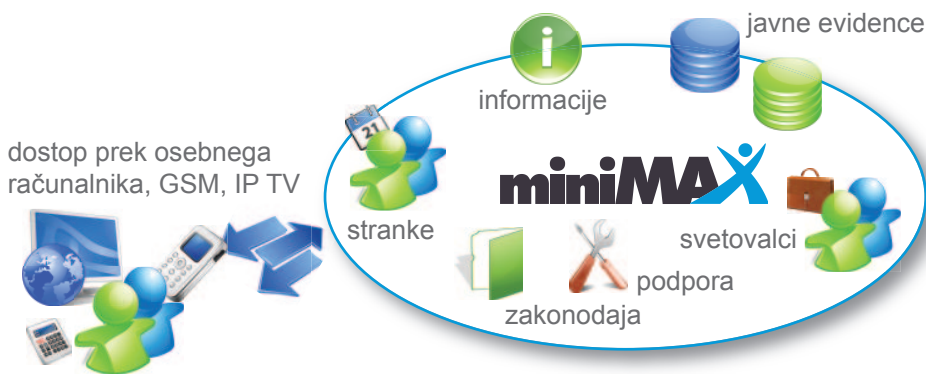 javne evidence
informacije
21
dostop prek osebnega
računalnika, GSM, IP TV
miniMAX
stranke
svetovalci
podpora
zakonodaja